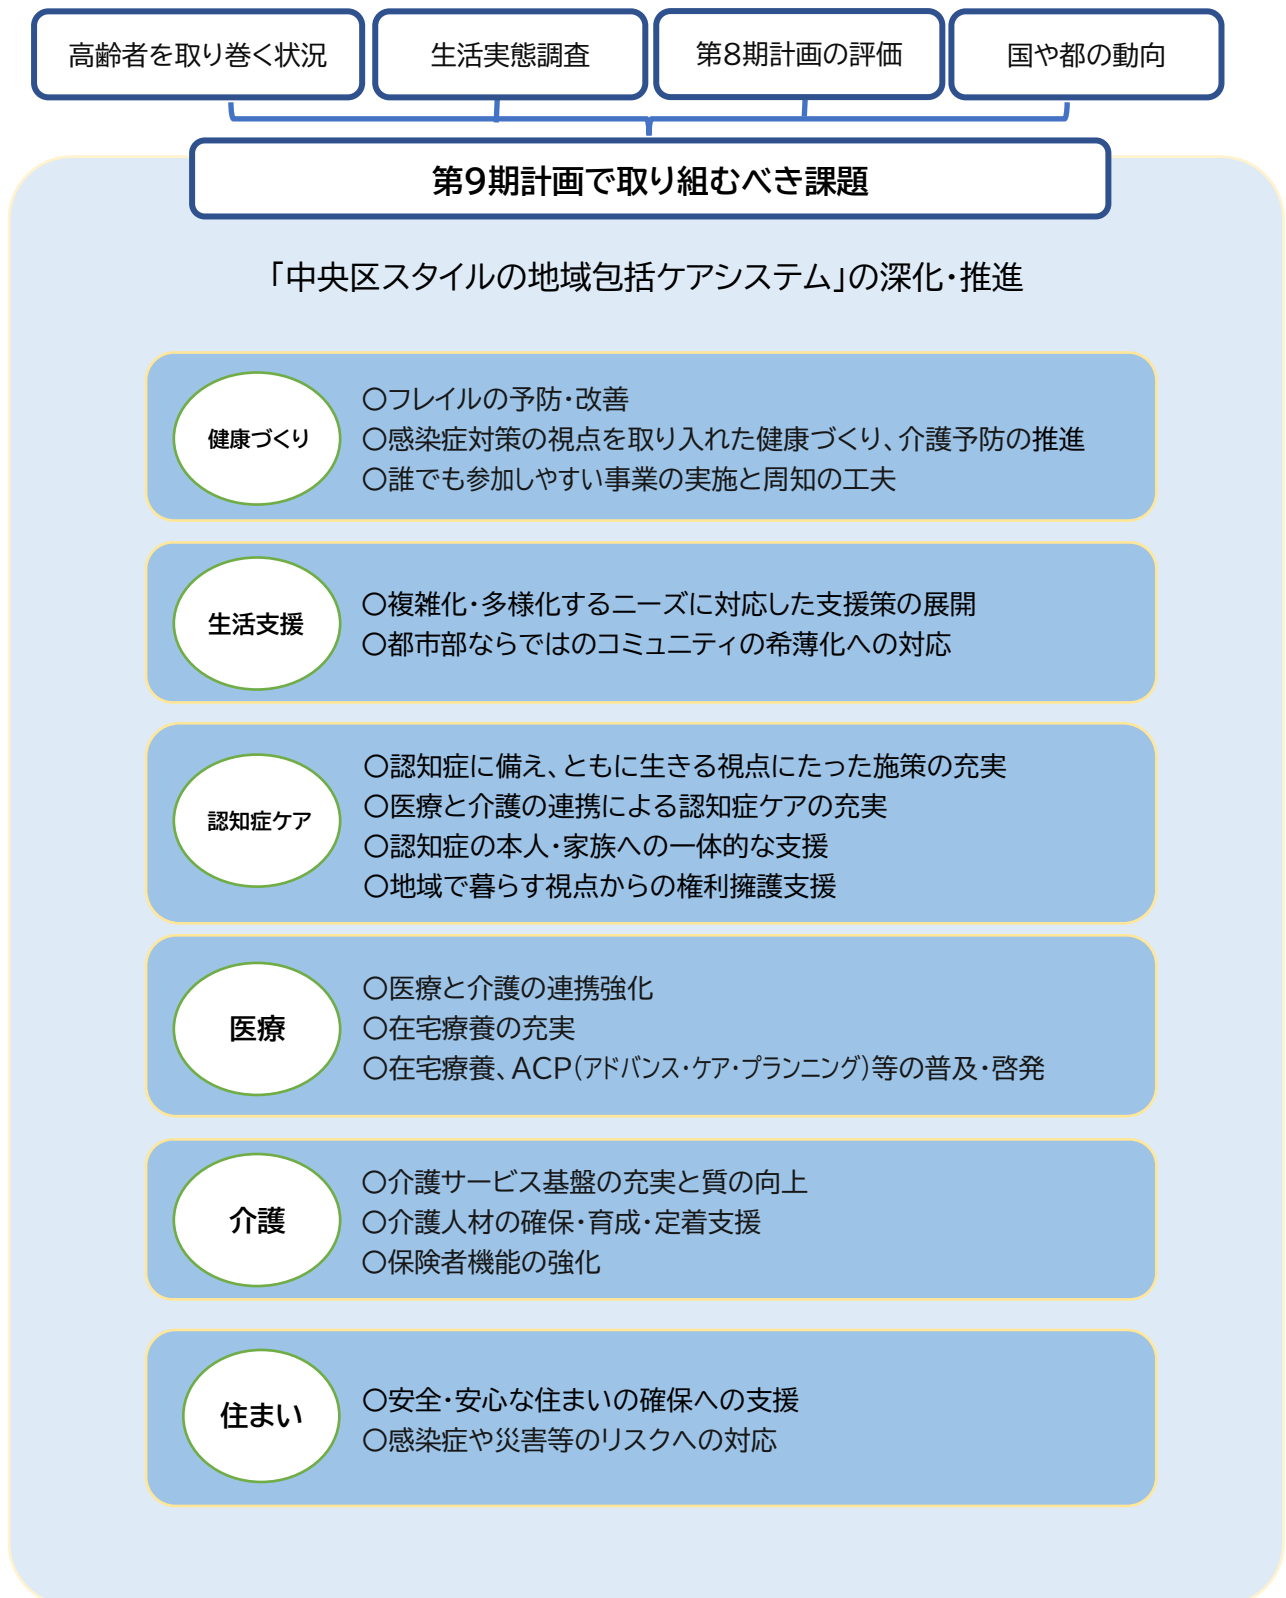 高齢者を取り巻く状況
生活実態調査
第8期計画の評価
国や都の動向
第9期計画で取り組むべき課題
「中央区スタイルの地域包括ケアシステム」の深化・推進
健康づくり
〇フレイルの予防・改善
〇感染症対策の視点を取り入れた健康づくり、介護予防の推進
〇誰でも参加しやすい事業の実施と周知の工夫
生活支援
〇複雑化・多様化するニーズに対応した支援策の展開
〇都市部ならではのコミュニティの希薄化への対応
認知症ケア
〇認知症に備え、ともに生きる視点にたった施策の充実
〇医療と介護の連携による認知症ケアの充実
〇認知症の本人・家族への一体的な支援
〇地域で暮らす視点からの権利擁護支援
医療
〇医療と介護の連携強化
〇在宅療養の充実
〇在宅療養、ACP(アドバンス・ケア・プランニング)等の普及・啓発
介護
〇介護サービス基盤の充実と質の向上
〇介護人材の確保・育成・定着支援
〇保険者機能の強化
住まい
〇安全・安心な住まいの確保への支援
〇感染症や災害等のリスクへの対応